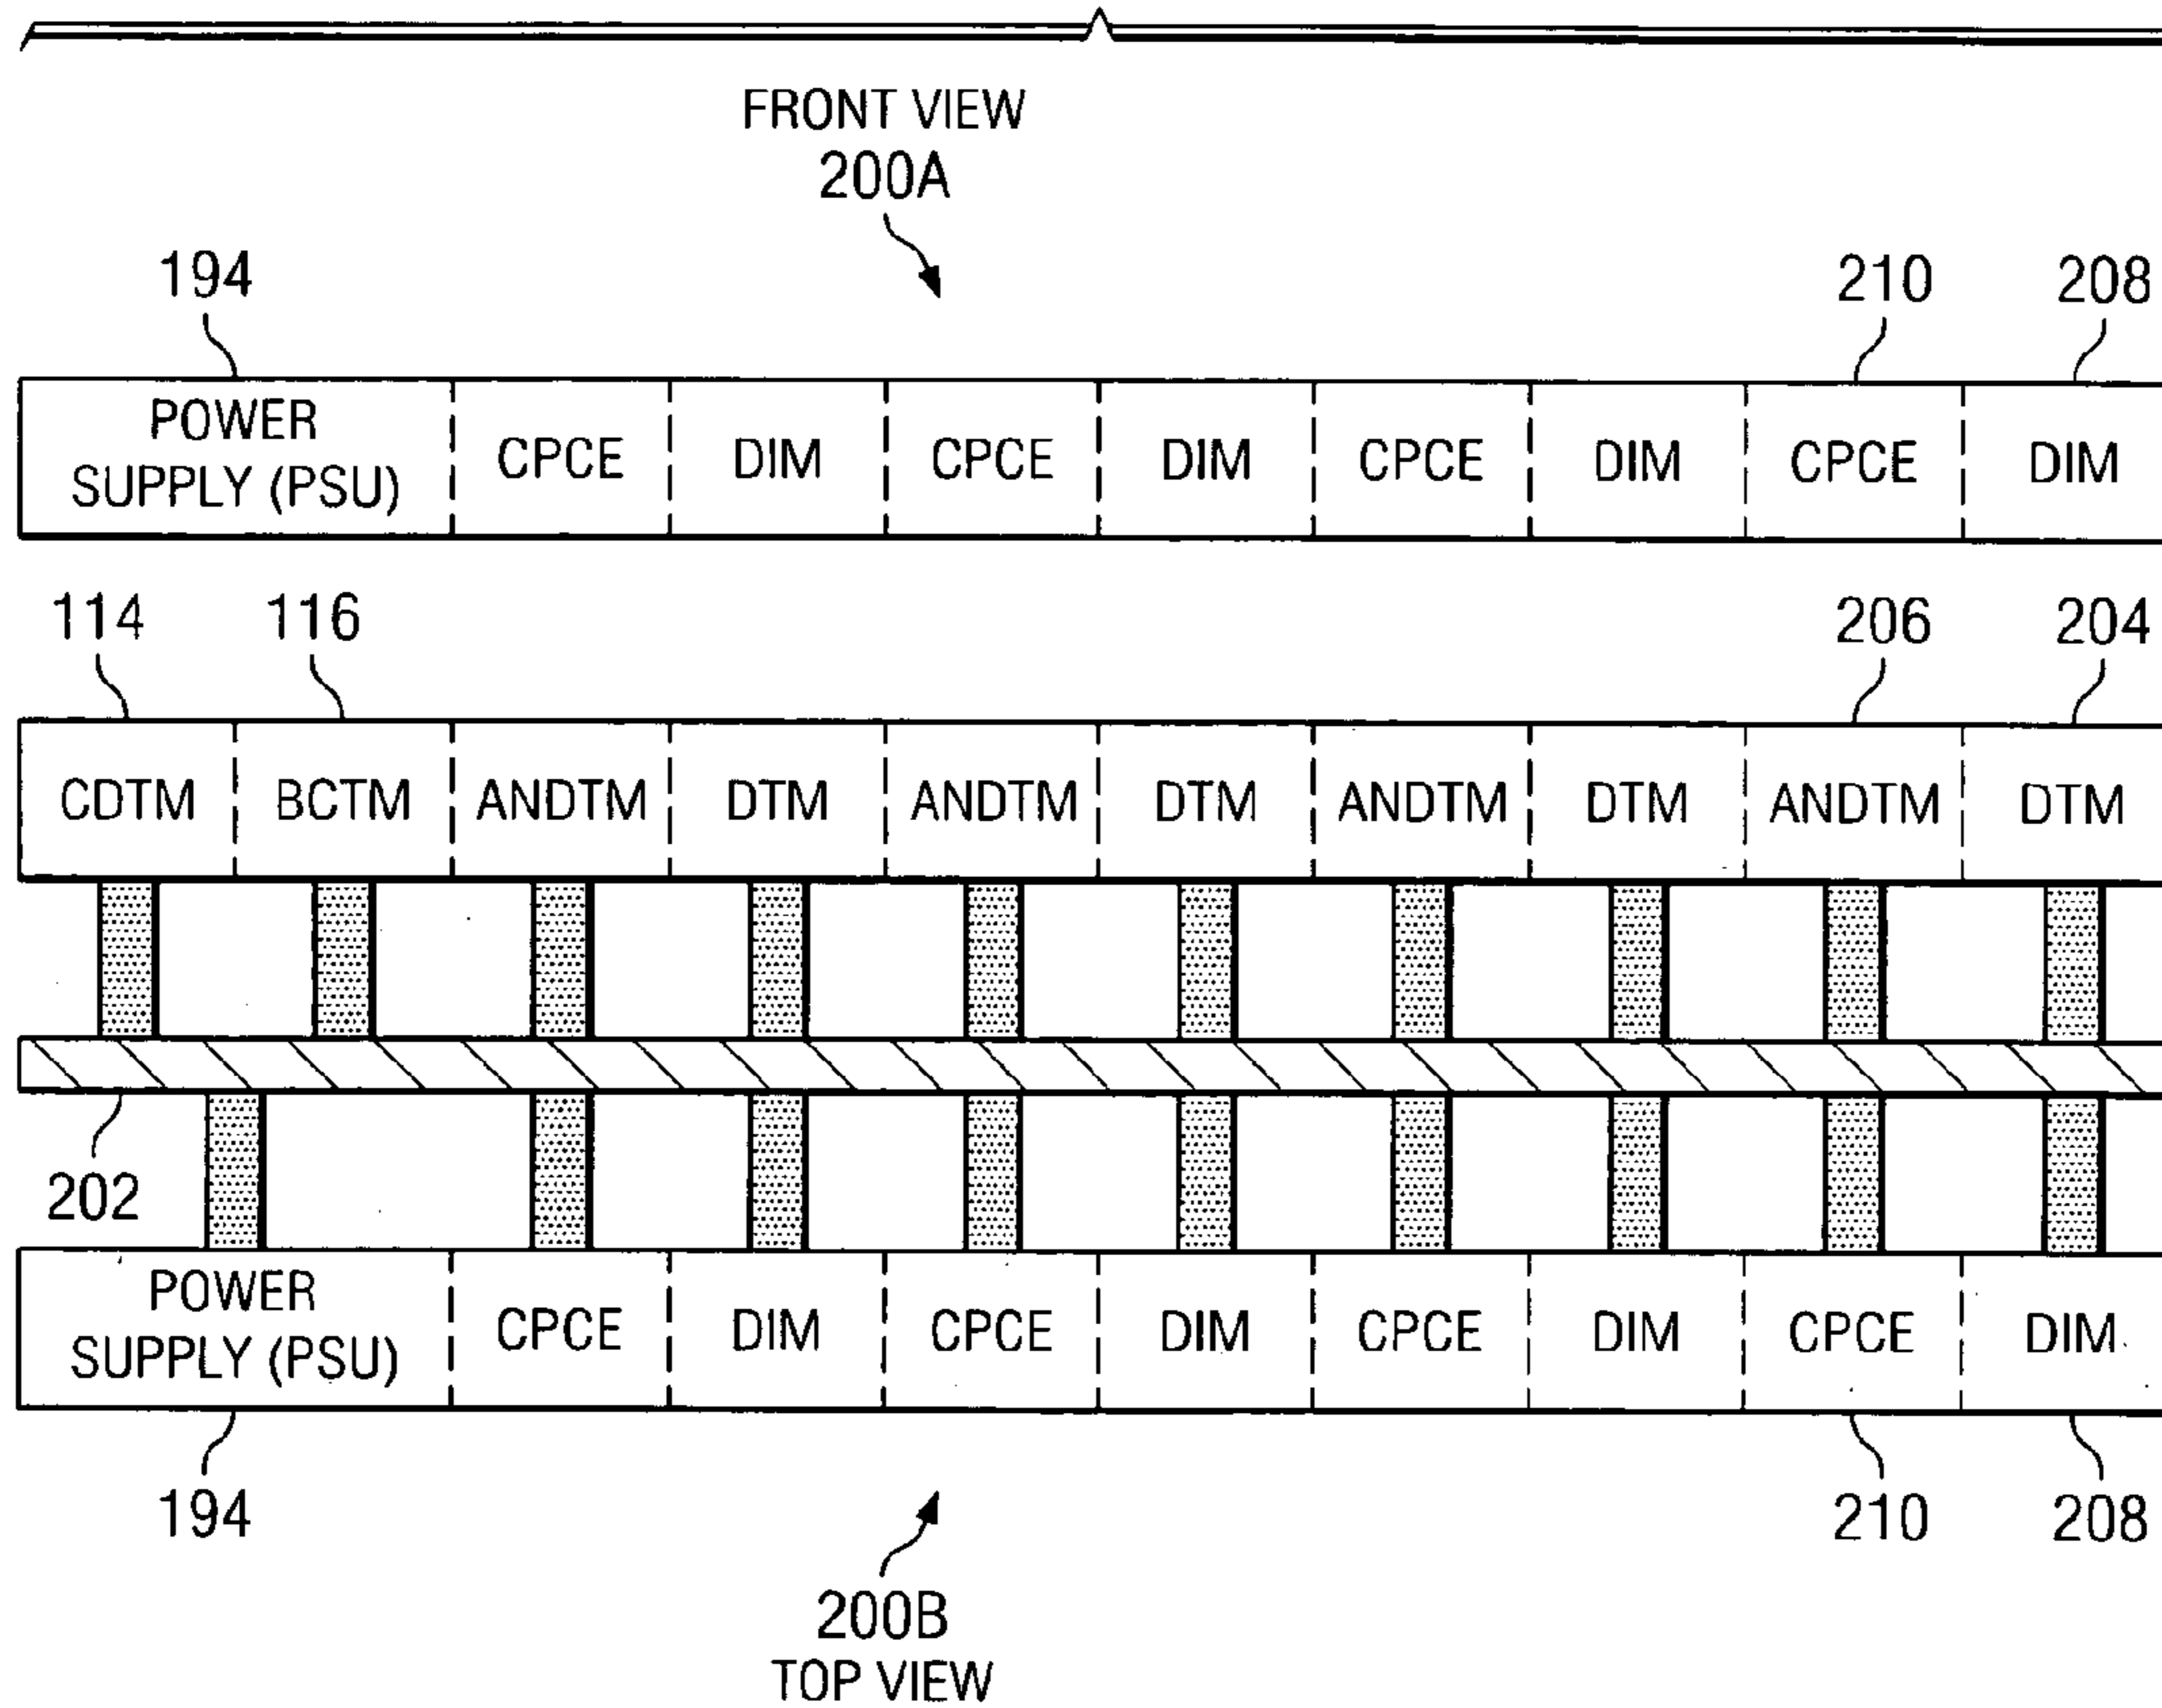 FRONT VIEW
200A
194 210 208
POWER SUPPLY (PSU) CPCE DIM CPCE DIM CPCE DIM CPCE DIM
114 116 206 204
CDTM BCTM ANDTM DTM ANDTM DTM ANDTM DTM ANDTM DTM
202
POWER SUPPLY (PSU) CPCE DIM CPCE DIM CPCE DIM CPCE DIM
194 210 208
200B
TOP VIEW